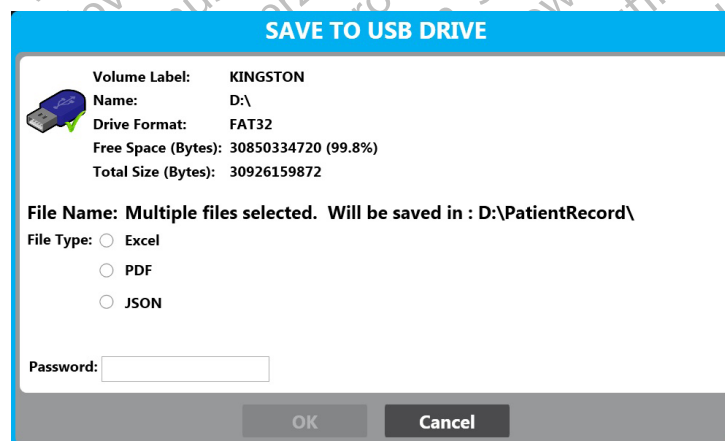 SAVE TO USB DRIVE
Volume Label: KINGSTON
Name: D:\
Drive Format: FAT32
Free Space (Bytes): 30850334720 (99.8%)
Total Size (Bytes): 30926159872
File Name: Multiple files selected. Will be saved in : D:\PatientRecord\
File Type: Excel
PDF
JSON
Password:
OK Cancel